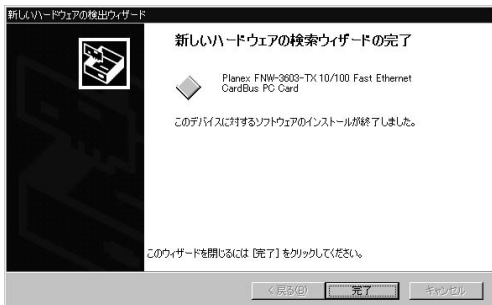 新しいハードウェアの検出ウィザード
新しいハードウェアの検索ウィザードの完了
Planex FNW-3603-TX 10/100 Fast Ethernet
CardBus PC Card
このデバイスに対するソフトウェアのインストールが終了しました。
このウィザードを閉じるには [完了] をクリックしてください。
< 戻る(B)
完了
キャンセル